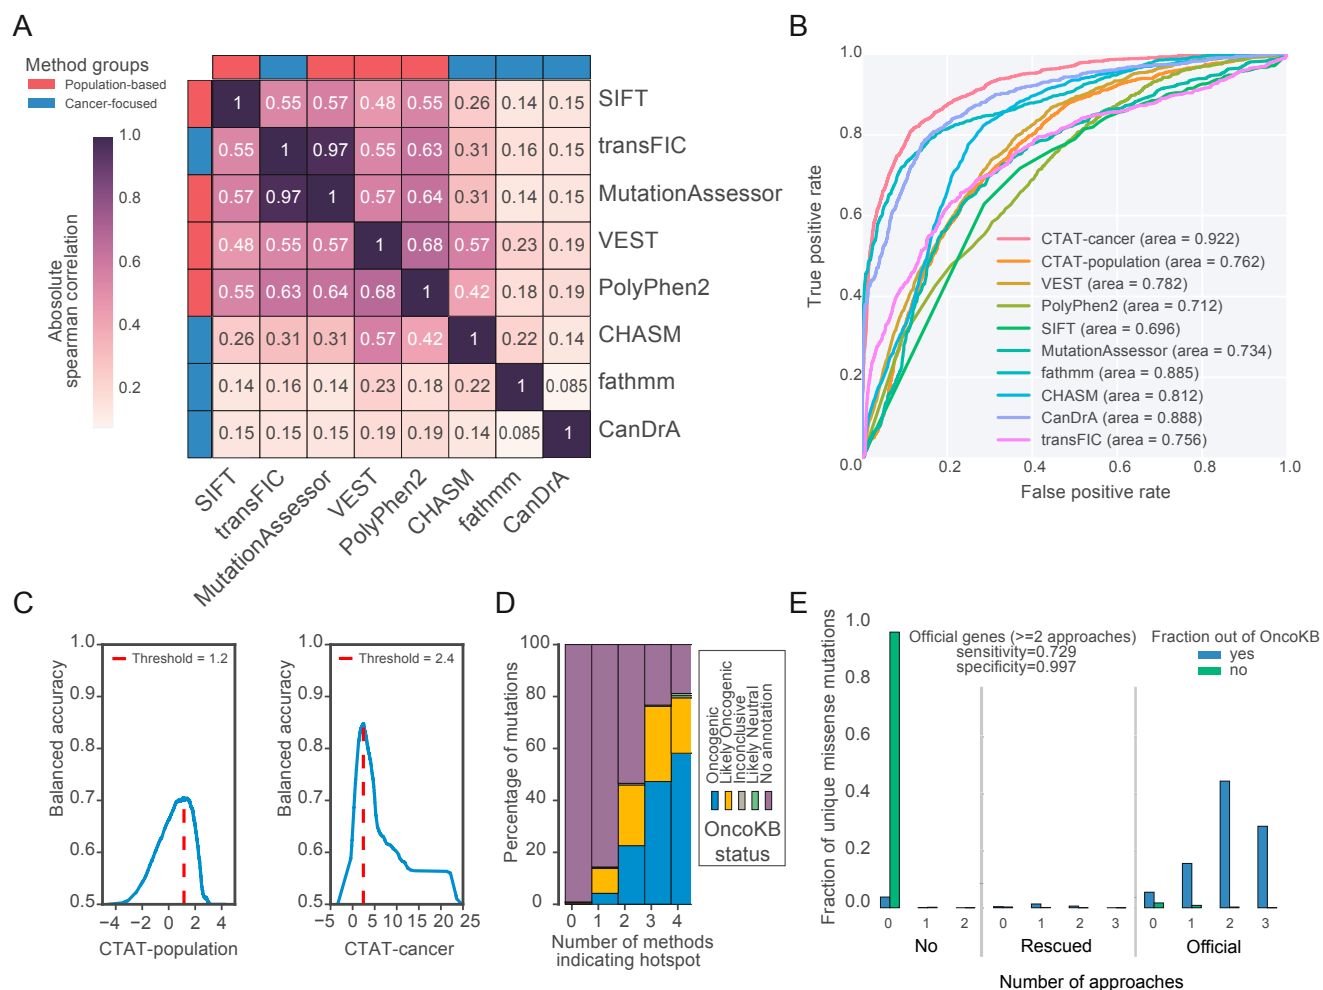 A
Method groups
Population-based
Cancer-focused
1.0
0.8
0.6
0.4
0.2
Abosolute
spearman correlation
1 0.55 0.57 0.48 0.55 0.26 0.14 0.15 SIFT
0.55 1 0.97 0.55 0.63 0.31 0.16 0.15 transFIC
0.57 0.97 1 0.57 0.64 0.31 0.14 0.15 MutationAssessor
0.48 0.55 0.57 1 0.68 0.57 0.23 0.19 VEST
0.55 0.63 0.64 0.68 1 0.42 0.18 0.19 PolyPhen2
0.26 0.31 0.31 0.57 0.42 1 0.22 0.14 CHASM
0.14 0.16 0.14 0.23 0.18 0.22 1 0.085 fathmm
0.15 0.15 0.15 0.19 0.19 0.14 0.085 1 CanDrA
SIFT
transFIC
MutationAssessor
VEST
PolyPhen2
CHASM
fathmm
CanDrA
B
1.0
0.8
0.6
0.4
0.2
0.0
True positive rate
CTAT-cancer (area = 0.922)
CTAT-population (area = 0.762)
VEST (area = 0.782)
PolyPhen2 (area = 0.712)
SIFT (area = 0.696)
MutationAssessor (area = 0.734)
fathmm (area = 0.885)
CHASM (area = 0.812)
CanDrA (area = 0.888)
transFIC (area = 0.756)
0.2 0.4 0.6 0.8 1.0
False positive rate
C
1.0
0.9
0.8
0.7
0.6
0.5
Balanced accuracy
Threshold = 1.2
−4 −2 0 2 4
CTAT-population
1.0
0.9
0.8
0.7
0.6
0.5
Balanced accuracy
Threshold = 2.4
−5 0 5 10 15 20 25
CTAT-cancer
D
100
80
60
40
20
0
Percentage of mutations
0 1 2 3 4
Number of methods
indicating hotspot
Oncogenic
Likely Oncogenic
Inconclusive
Likely Neutral
No annotation
OncoKB
status
E
1.0
0.8
0.6
0.4
0.2
0.0
Fraction of unique missense mutations
Official genes (>=2 approaches)
sensitivity=0.729
specificity=0.997
Fraction out of OncoKB
yes
no
0 1 2 0 1 2 3 0 1 2 3
No Rescued Official
Number of approaches